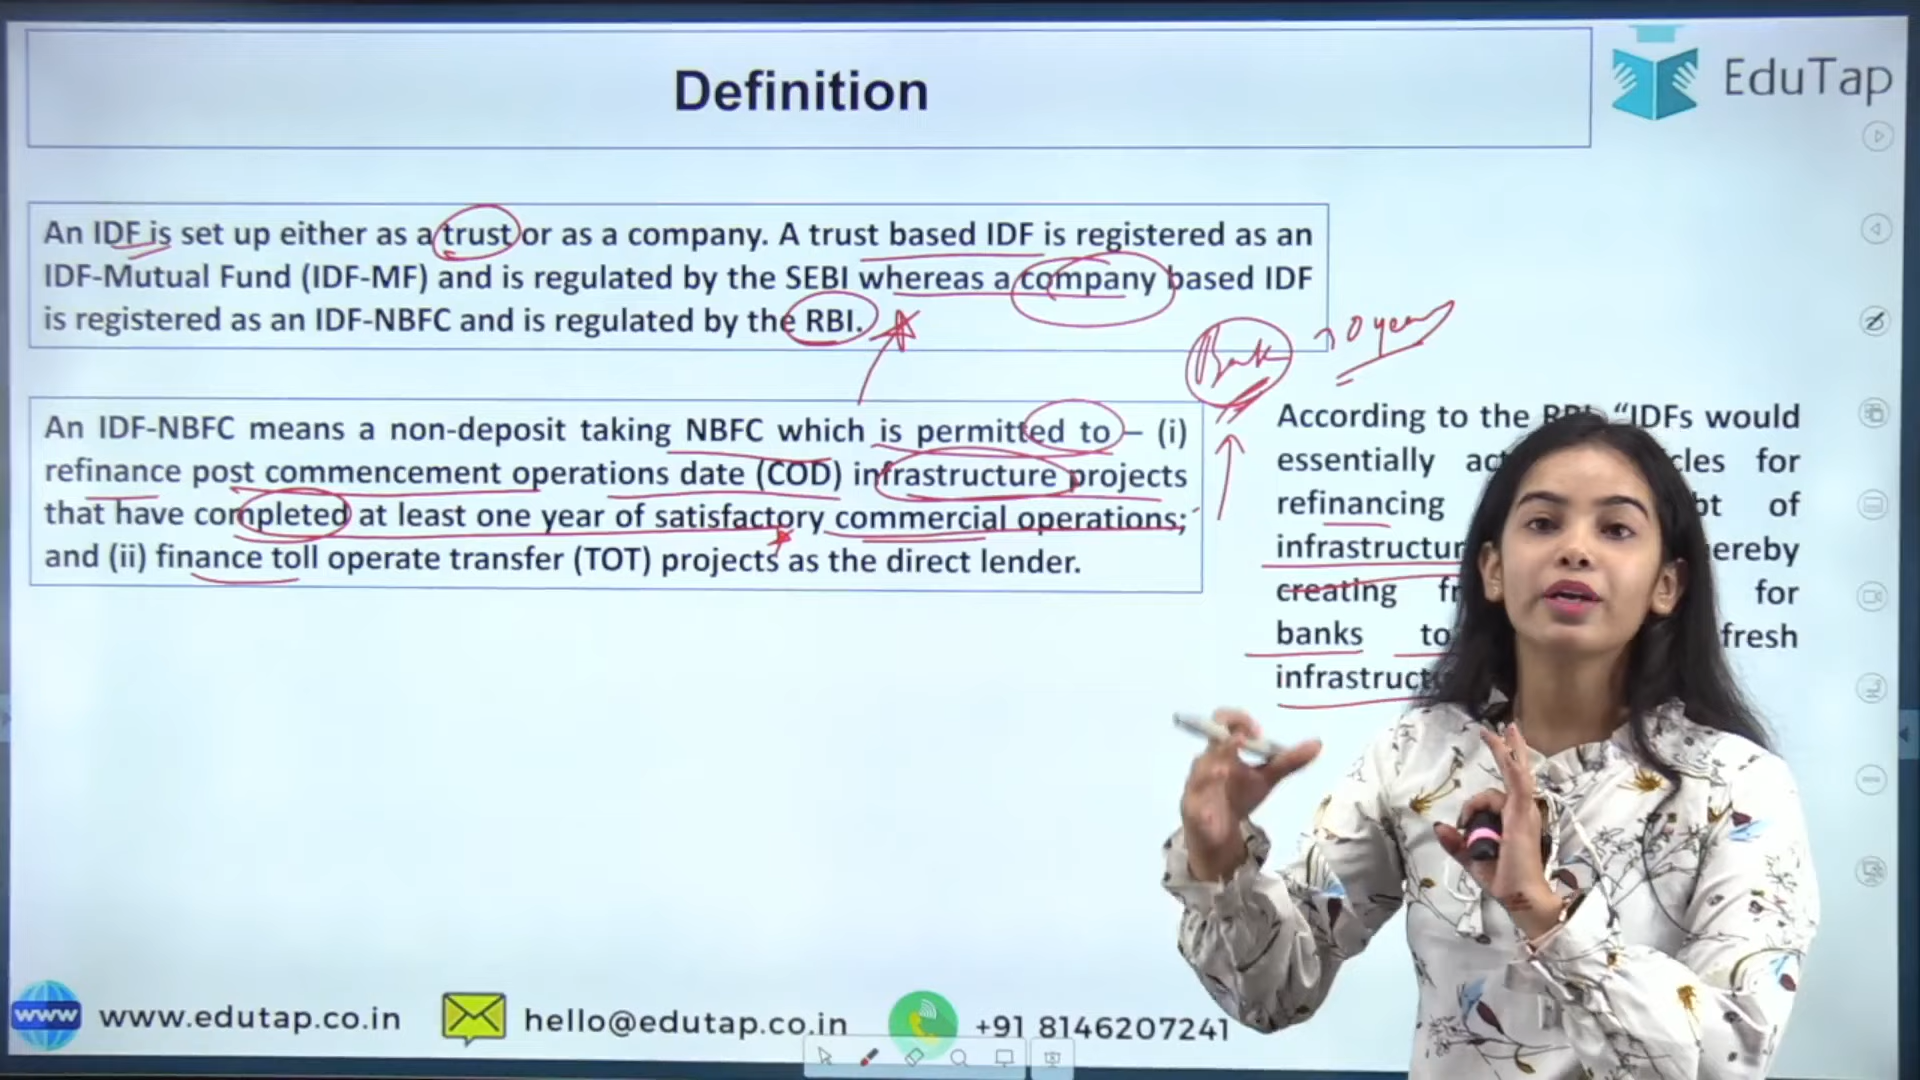 Definition
EduTap
An IDF is set up either as a trust or as a company. A trust based IDF is registered as an
IDF-Mutual Fund (IDF-MF) and is regulated by the SEBI whereas a company based IDF
is registered as an IDF-NBFC and is regulated by the RBI.
Bank
An IDF-NBFC means a non-deposit taking NBFC which is permitted to – (i)
refinance post commencement operations date (COD) infrastructure projects
that have completed at least one year of satisfactory commercial operations;
and (ii) finance toll operate transfer (TOT) projects as the direct lender.
According to the "IDFs would
essentially for
refinancing of
creating for
banks to fresh
www
www.edutap.co.in
hello@edutap.co.in
+91 8146207241